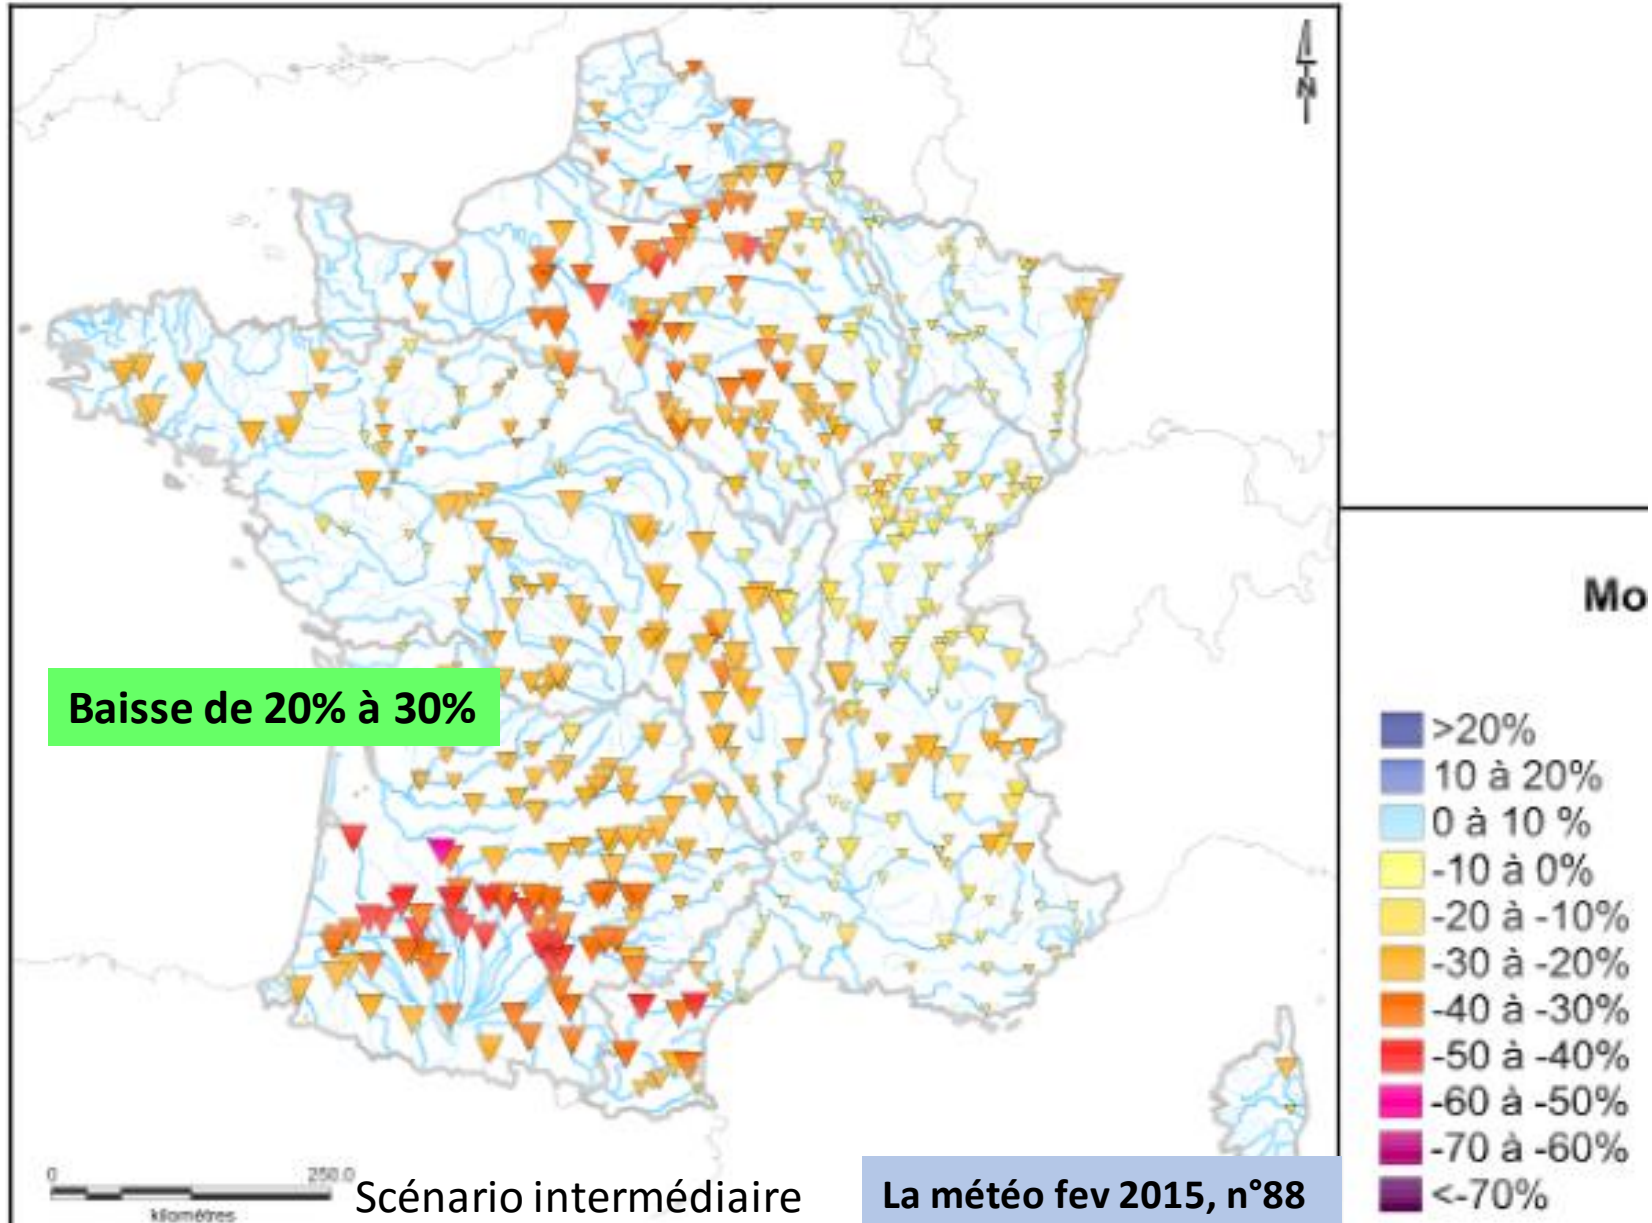 N
Mo
Baisse de 20% à 30%
>20%
10 à 20%
0 à 10 %
-10 à 0%
-20 à -10%
-30 à -20%
-40 à -30%
-50 à -40%
-60 à -50%
-70 à -60%
<-70%
0 250.0
kilomètres
Scénario intermédiaire
La météo fev 2015, n°88